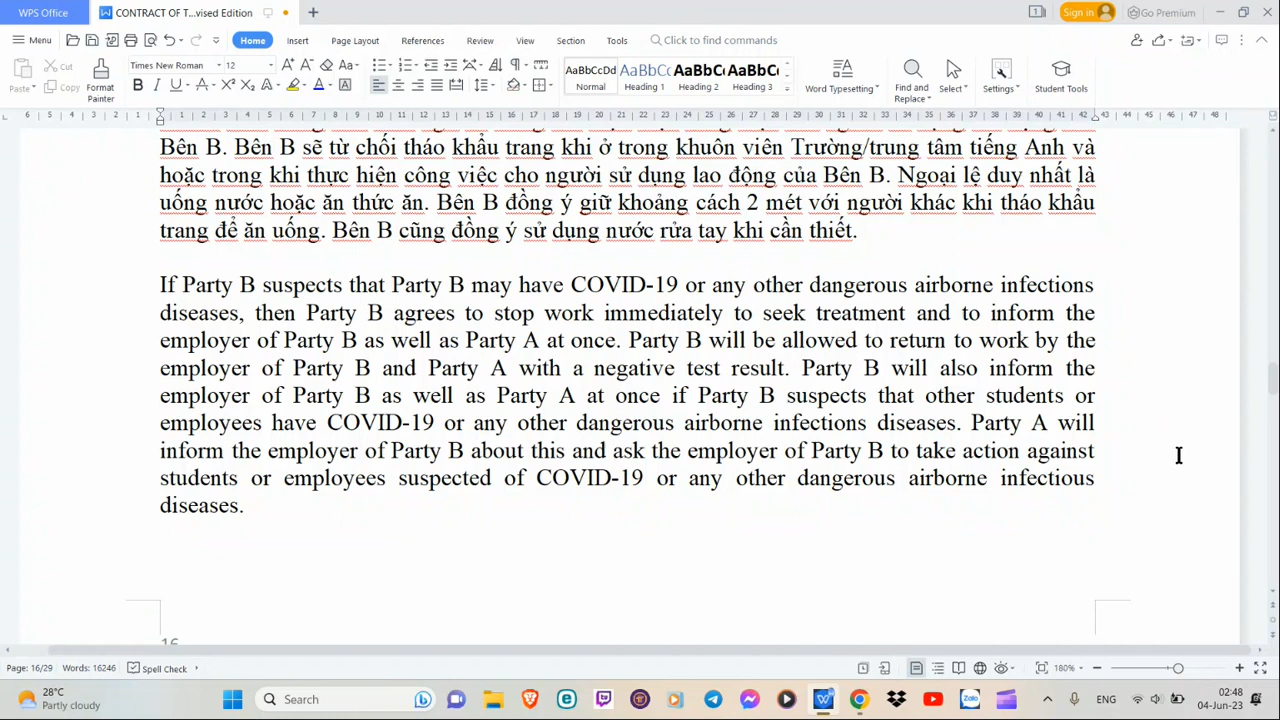 WPS Office
CONTRACT OF T...vised Edition
Sign in
Go Premium
Menu
Home
Insert
Page Layout
References
Review
View
Section
Tools
Click to find commands
Paste
Cut
Copy
Format
Painter
Times New Roman
12
AaBbCcDd
Normal
AaBbC
Heading 1
AaBbC
Heading 2
AaBbC
Heading 3
Word Typesetting
Find and
Replace
Select
Settings
Student Tools
Bên B. Bên B sẽ từ chối tháo khẩu trang khi ở trong khuôn viên Trường/trung tâm tiếng Anh và
hoặc trong khi thực hiện công việc cho người sử dụng lao động của Bên B. Ngoại lệ duy nhất là
uống nước hoặc ăn thức ăn. Bên B đồng ý giữ khoảng cách 2 mét với người khác khi tháo khẩu
trang để ăn uống. Bên B cũng đồng ý sử dụng nước rửa tay khi cần thiết.
If Party B suspects that Party B may have COVID-19 or any other dangerous airborne infections
diseases, then Party B agrees to stop work immediately to seek treatment and to inform the
employer of Party B as well as Party A at once. Party B will be allowed to return to work by the
employer of Party B and Party A with a negative test result. Party B will also inform the
employer of Party B as well as Party A at once if Party B suspects that other students or
employees have COVID-19 or any other dangerous airborne infections diseases. Party A will
inform the employer of Party B about this and ask the employer of Party B to take action against
students or employees suspected of COVID-19 or any other dangerous airborne infectious
diseases.
16
Page: 16/29
Words: 16246
Spell Check
180%
28°C
Partly cloudy
Search
ENG
02:48
04-Jun-23